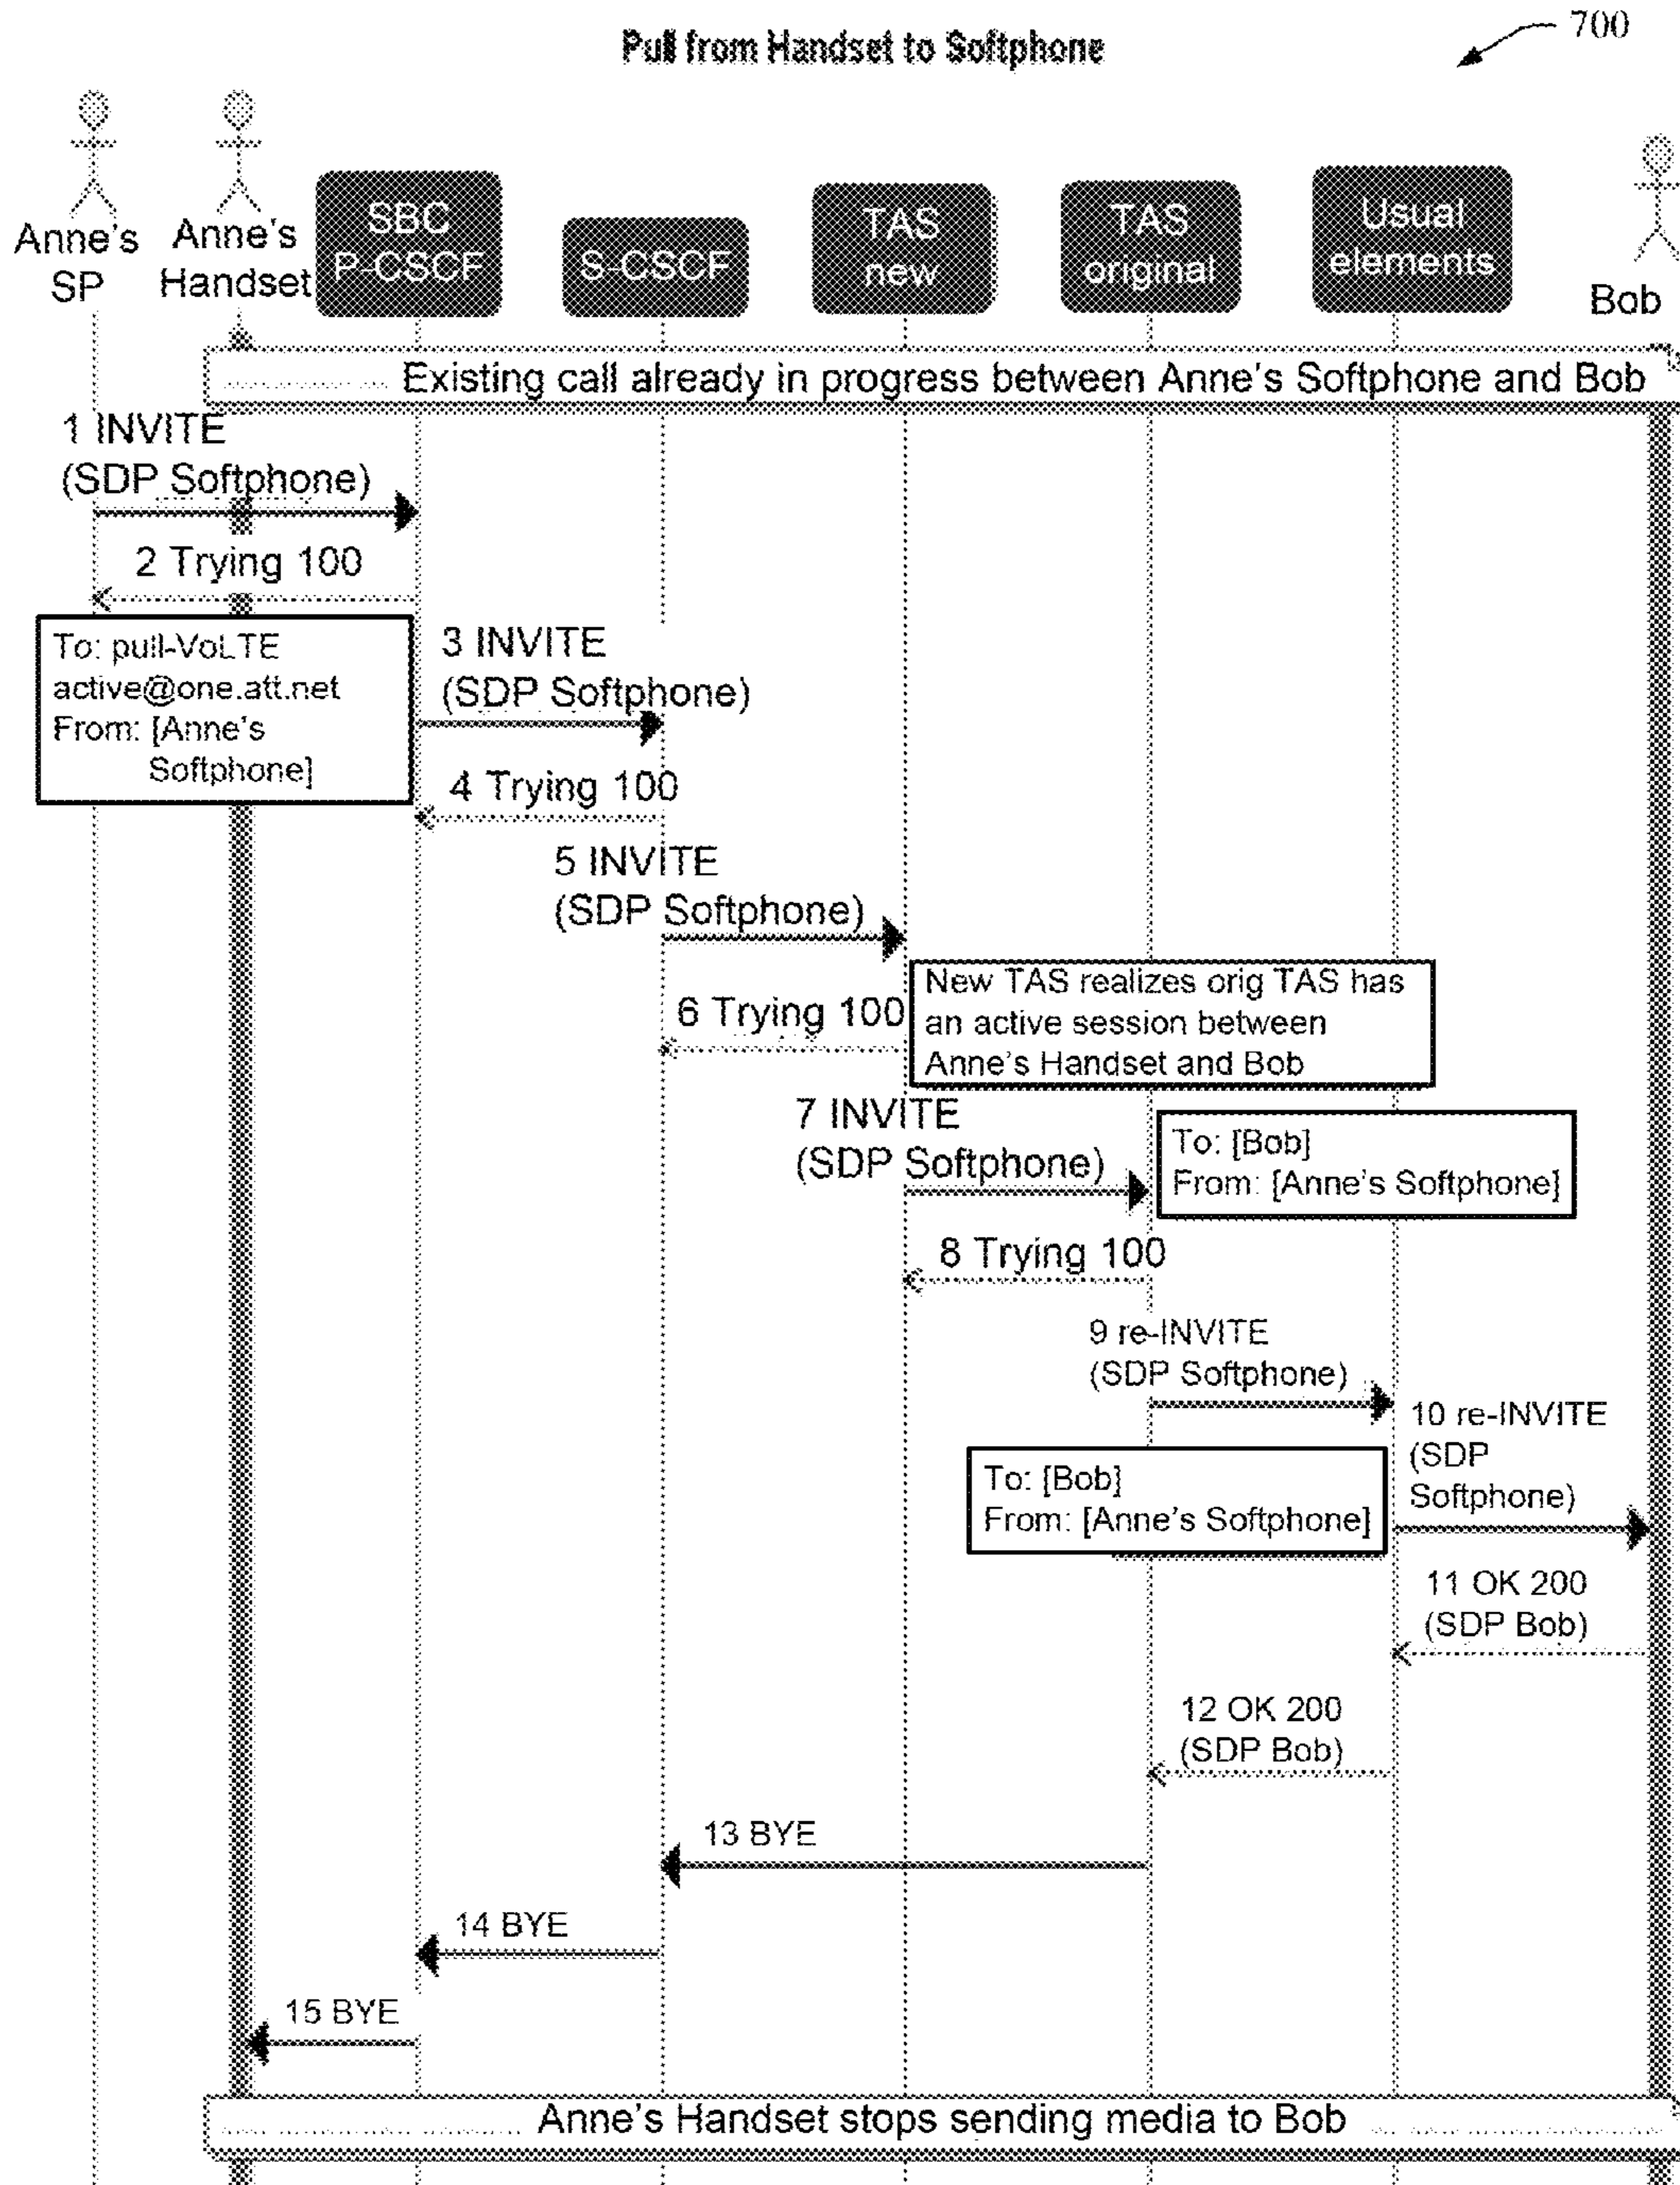 Pull from Handset to Softphone
700
Anne's
SP
Anne's
Handset
SBC
P-CSCF
S-CSCF
TAS
new
TAS
original
Usual
elements
Bob
Existing call already in progress between Anne's Softphone and Bob
1 INVITE
(SDP Softphone)
2 Trying 100
To: pull-VoLTE
active@one.att.net
From: [Anne's
Softphone]
3 INVITE
(SDP Softphone)
4 Trying 100
5 INVITE
(SDP Softphone)
6 Trying 100
New TAS realizes orig TAS has
an active session between
Anne's Handset and Bob
7 INVITE
(SDP Softphone)
To: [Bob]
From: [Anne's Softphone]
8 Trying 100
9 re-INVITE
(SDP Softphone)
10 re-INVITE
(SDP
Softphone)
To: [Bob]
From: [Anne's Softphone]
11 OK 200
(SDP Bob)
12 OK 200
(SDP Bob)
13 BYE
14 BYE
15 BYE
Anne's Handset stops sending media to Bob